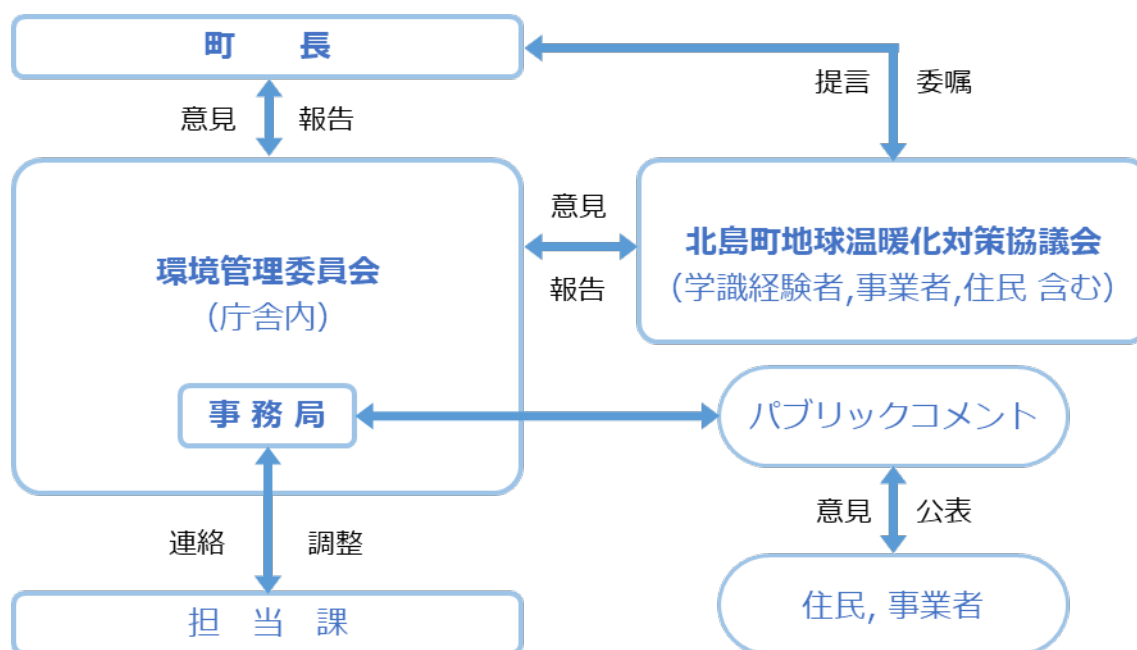 町 長
提言 委嘱
意見 報告
意見
報告
環境管理委員会
(庁舎内)
北島町地球温暖化対策協議会
(学識経験者,事業者,住民 含む)
事 務 局
パブリックコメント
意見 公表
連絡 調整
担 当 課
住民, 事業者